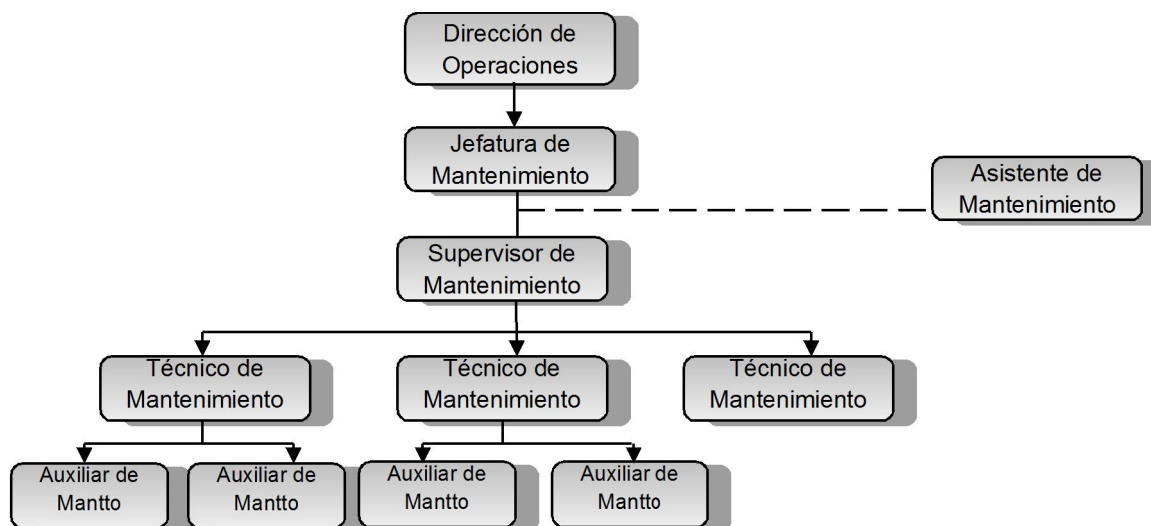 Dirección de
Operaciones
Jefatura de
Mantenimiento
Asistente de
Mantenimiento
Supervisor de
Mantenimiento
Técnico de
Mantenimiento
Técnico de
Mantenimiento
Técnico de
Mantenimiento
Auxiliar de
Mantto
Auxiliar de
Mantto
Auxiliar de
Mantto
Auxiliar de
Mantto